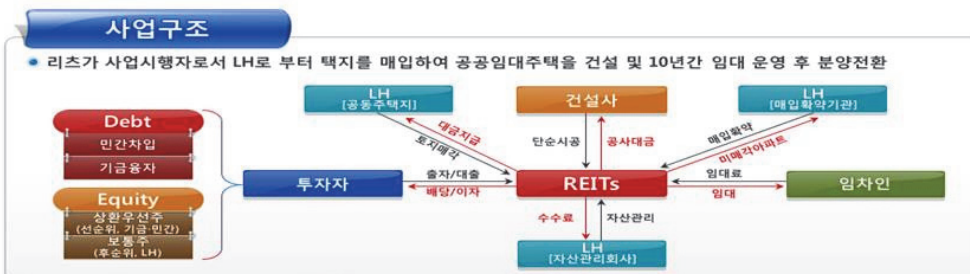 사업구조
리츠가 사업시행자로서 LH로 부터 택지를 매입하여 공공임대주택을 건설 및 10년간 임대 운영 후 분양전환
LH
[공동주택지]
건설사
LH
[매입확약기관]
Debt
민간차입
기금융자
대금지급
토지매각
단순시공
공사대금
매입확약
미매각아파트
투자자
출자/대출
배당/이자
REITs
임대료
임대
임차인
Equity
상환우선주
(선순위, 기금·민간)
보통주
(후순위, LH)
수수료
자산관리
LH
[자산관리회사]